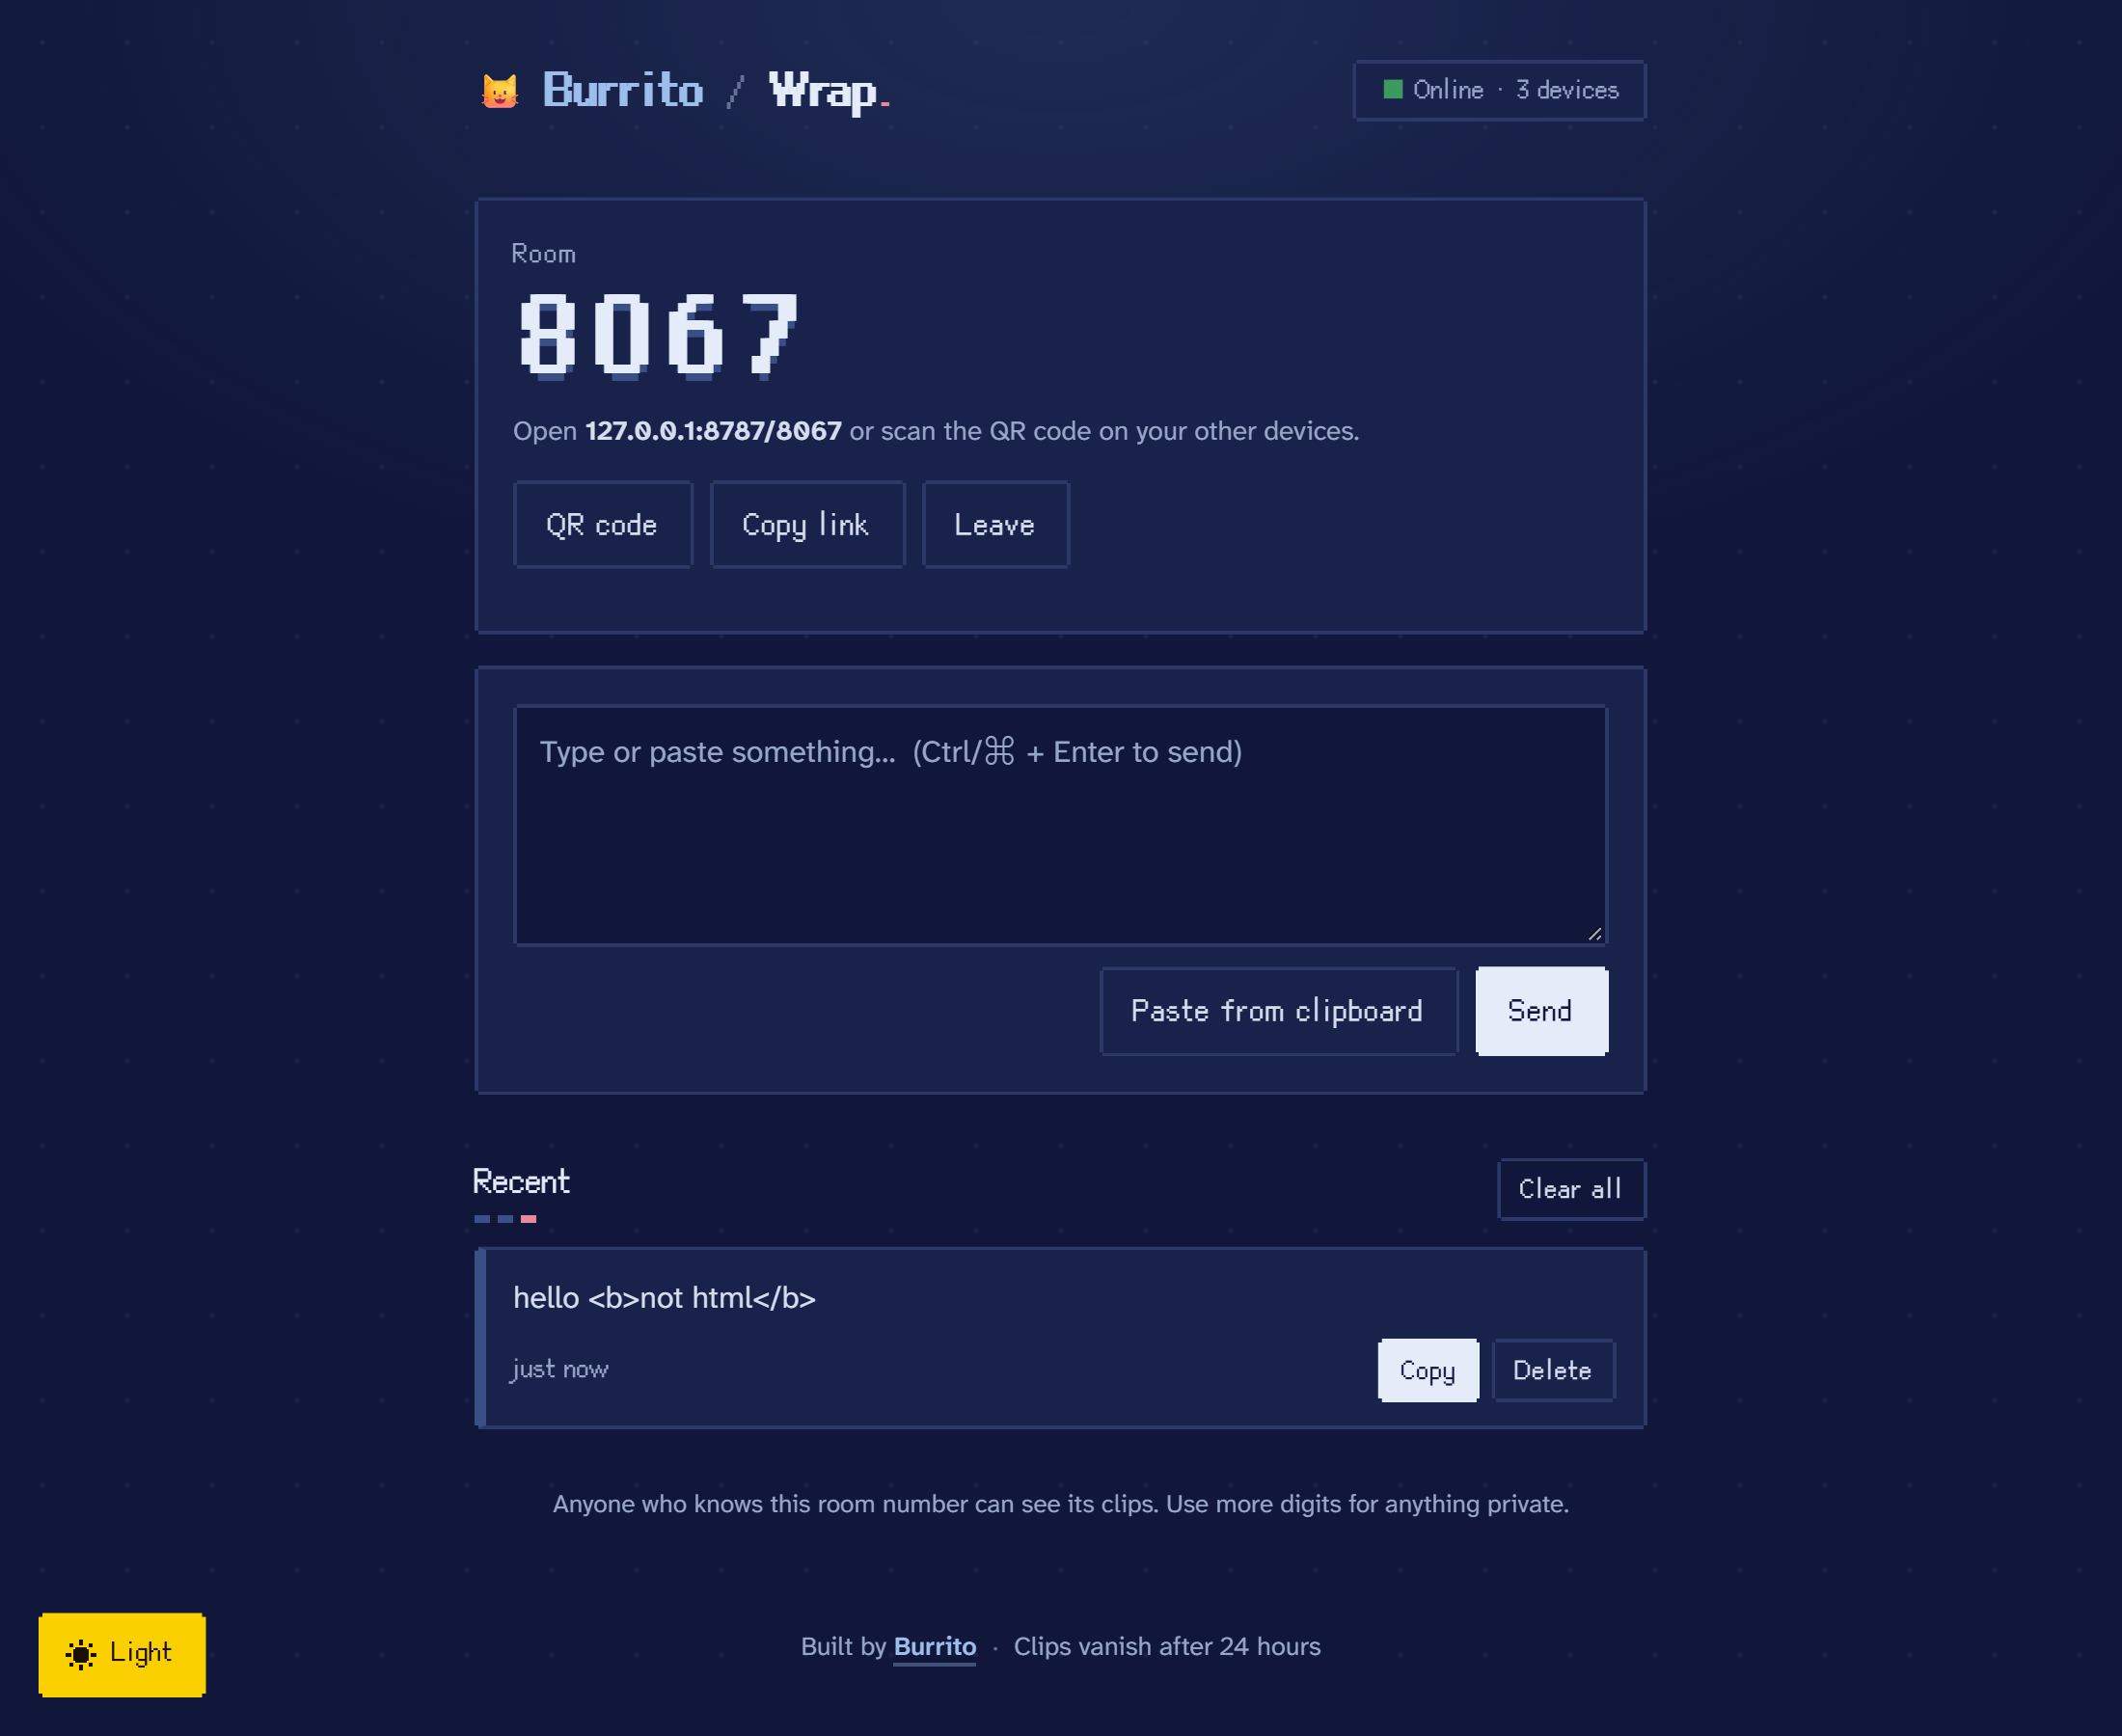 Burrito / Wrap.
Online · 3 devices
Room
8067
Open 127.0.0.1:8787/8067 or scan the QR code on your other devices.
QR code
Copy link
Leave
Type or paste something... (Ctrl/⌘ + Enter to send)
Paste from clipboard
Send
Recent
Clear all
hello <b>not html</b>
just now
Copy
Delete
Anyone who knows this room number can see its clips. Use more digits for anything private.
Light
Built by Burrito · Clips vanish after 24 hours